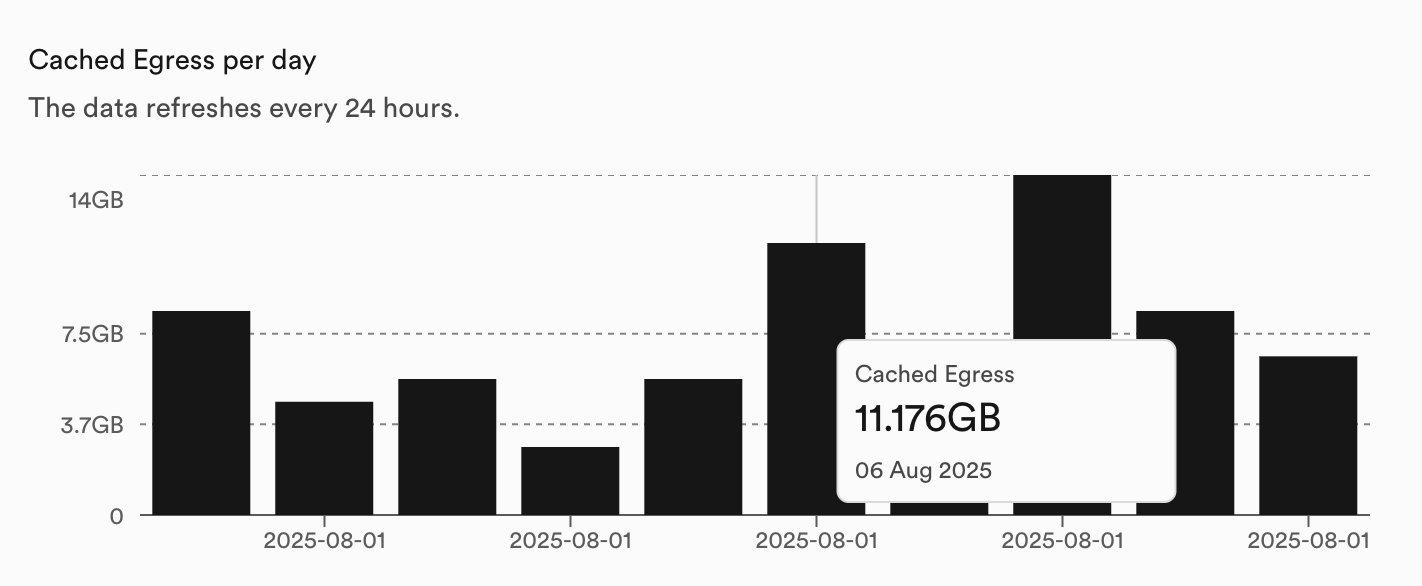 Cached Egress per day
The data refreshes every 24 hours.
14GB
7.5GB
3.7GB
0
Cached Egress
11.176GB
06 Aug 2025
2025-08-01 2025-08-01 2025-08-01 2025-08-01 2025-08-01